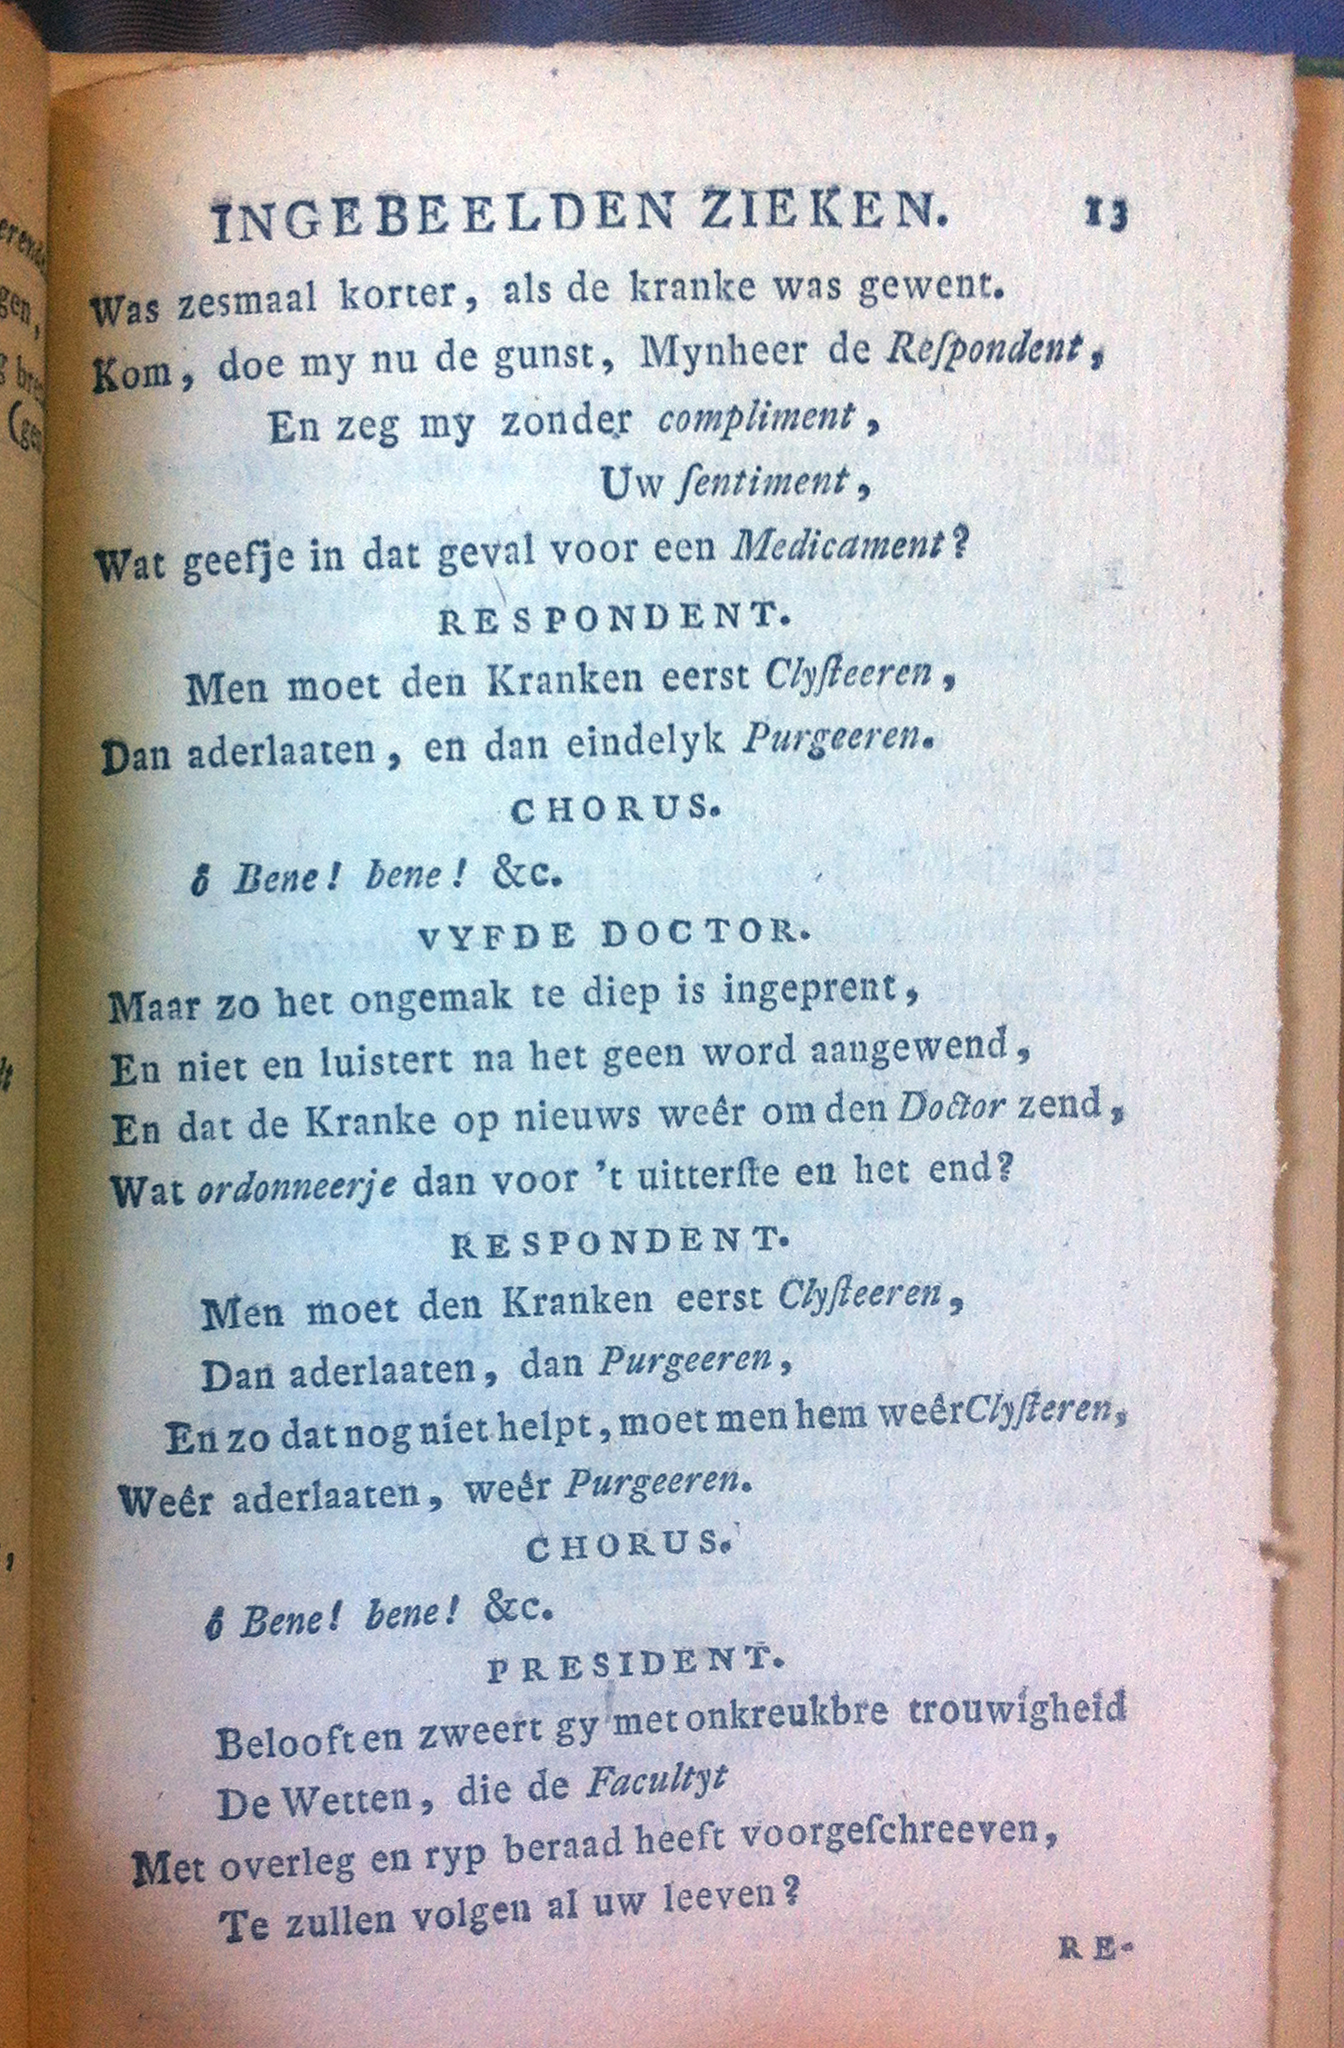 INGEBEELDEN ZIEKEN. 13
Was zesmaal korter, als de kranke was gewent.
Kom, doe my nu de gunst, Mynheer de Reſpondent,
En zeg my zonder compliment,
Uw ſentiment,
Wat geefje in dat geval voor een Medicament?
RESPONDENT.
Men moet den Kranken eerst Clyſteeren,
Dan aderlaaten, en dan eindelyk Purgeeren.
CHORUS.
ô Bene! bene! &c.
VYFDE DOCTOR.
Maar zo het ongemak te diep is ingeprent,
En niet en luistert na het geen word aangewend,
En dat de Kranke op nieuws weêr om den Doctor zend,
Wat ordonneerje dan voor 't uitterſte en het end?
RESPONDENT.
Men moet den Kranken eerst Clyſteeren,
Dan aderlaaten, dan Purgeeren,
En zo dat nog niet helpt, moet men hem weêr Clyſteren,
Weêr aderlaaten, weêr Purgeeren.
CHORUS.
ô Bene! bene! &c.
PRESIDENT.
Belooft en zweert gy met onkreukbre trouwigheid
De Wetten, die de Facultyt
Met overleg en ryp beraad heeft voorgeſchreeven,
Te zullen volgen al uw leeven?
RE-